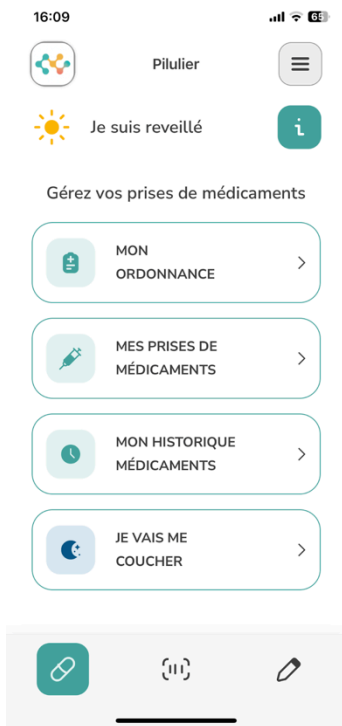 16:09
65
Pilulier
Je suis reveillé
i
Gérez vos prises de médicaments
MON
ORDONNANCE
MES PRISES DE
MÉDICAMENTS
MON HISTORIQUE
MÉDICAMENTS
JE VAIS ME
COUCHER